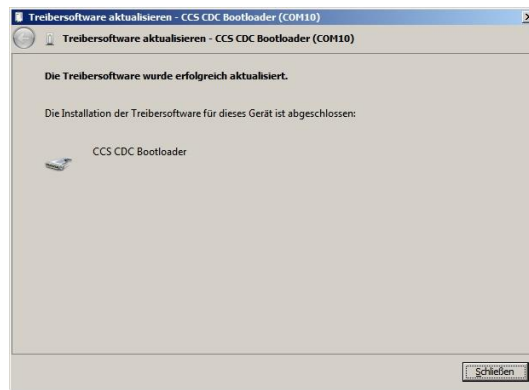 Treibersoftware aktualisieren - CCS CDC Bootloader (COM10)
Treibersoftware aktualisieren - CCS CDC Bootloader (COM10)
Die Treibersoftware wurde erfolgreich aktualisiert.
Die Installation der Treibersoftware für dieses Gerät ist abgeschlossen:
CCS CDC Bootloader
Schließen